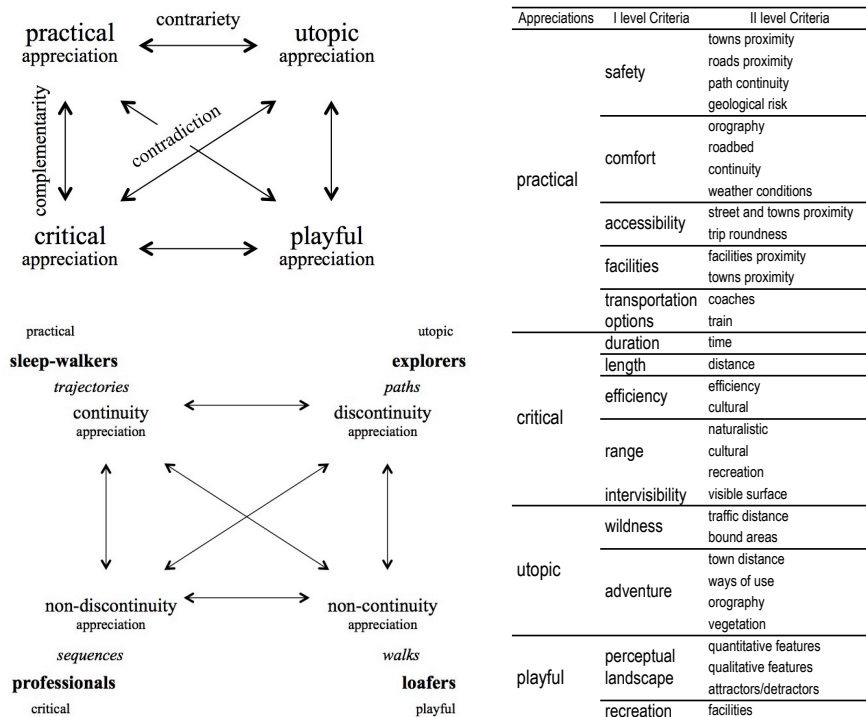 practical
appreciation
contrariety
utopic
appreciation
complementarity
contradiction
critical
appreciation
playful
appreciation
practical
utopic
sleep-walkers
explorers
trajectories
paths
continuity
appreciation
discontinuity
appreciation
non-discontinuity
appreciation
non-continuity
appreciation
sequences
walks
professionals
loafers
critical
playful
Appreciations I level Criteria II level Criteria
practical
safety
towns proximity
roads proximity
path continuity
geological risk
comfort
orography
roadbed
continuity
weather conditions
accessibility
street and towns proximity
trip roundness
facilities
facilities proximity
towns proximity
transportation
options
coaches
train
critical
duration time
length distance
efficiency
efficiency
cultural
range
naturalistic
cultural
recreation
intervisibility visible surface
utopic
wildness
traffic distance
bound areas
adventure
town distance
ways of use
orography
vegetation
playful
perceptual
landscape
quantitative features
qualitative features
attractors/detractors
recreation facilities